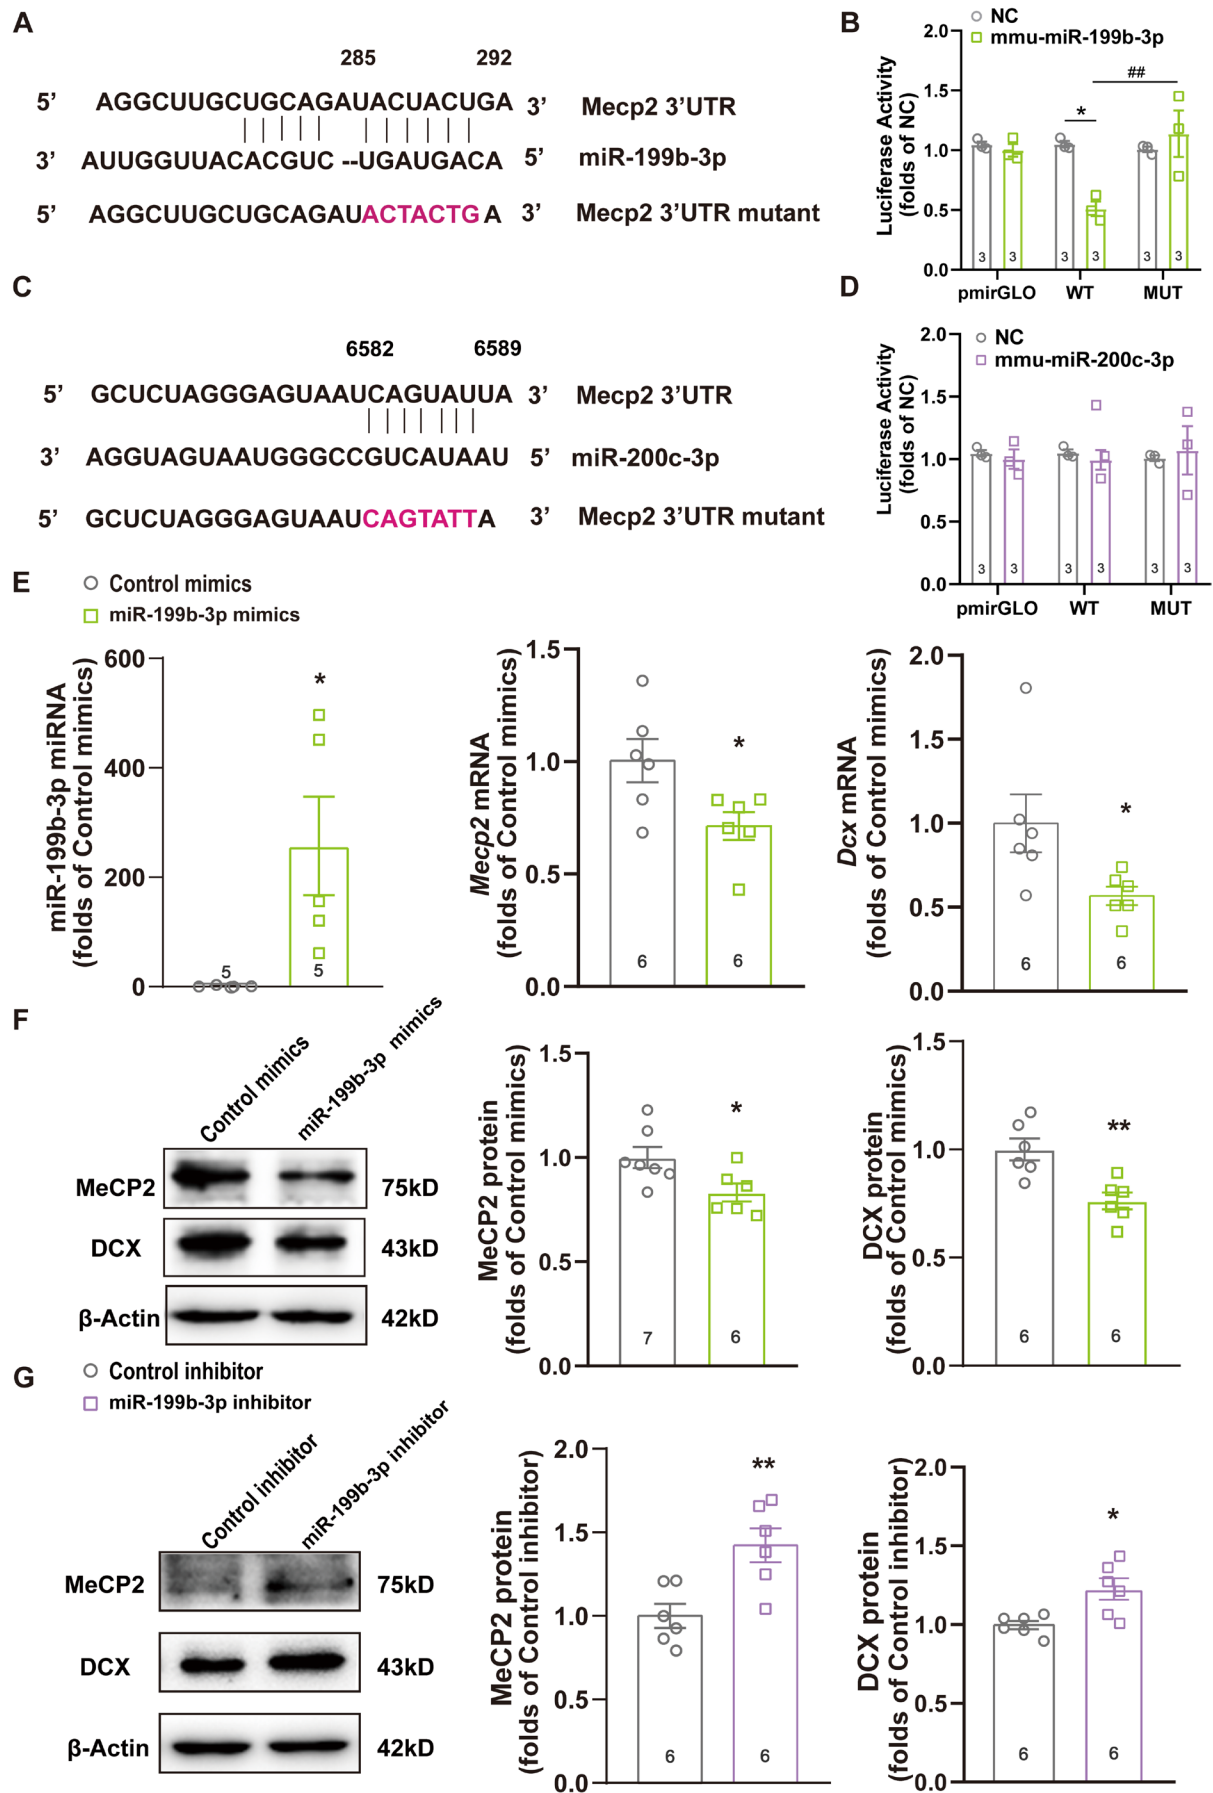 A
285 292
5’ AGGCUUGCUGCAGAUACUACUGA 3’ Mecp2 3’UTR
3’ AUUGGUUACACGUC --UGAUGACA 5’ miR-199b-3p
5’ AGGCUUGCUGCAGAUACTACTGA 3’ Mecp2 3’UTR mutant
B
NC
mmu-miR-199b-3p
Luciferase Activity
(folds of NC)
2.0
1.5
1.0
0.5
0.0
*
##
3 3 3 3 3 3
pmirGLO WT MUT
C
6582 6589
5’ GCUCUAGGGAGUAAUCAGUAUUA 3’ Mecp2 3’UTR
3’ AGGUAGUAAUGGGCCGUCAUAAU 5’ miR-200c-3p
5’ GCUCUAGGGAGUAAUCAGTATTA 3’ Mecp2 3’UTR mutant
D
NC
mmu-miR-200c-3p
Luciferase Activity
(folds of NC)
2.0
1.5
1.0
0.5
0.0
3 3 3 3 3 3
pmirGLO WT MUT
E
Control mimics
miR-199b-3p mimics
miR-199b-3p miRNA
(folds of Control mimics)
600
400
200
0
*
5 5
Mecp2 mRNA
(folds of Control mimics)
1.5
1.0
0.5
0.0
*
6 6
Dcx mRNA
(folds of Control mimics)
2.0
1.5
1.0
0.5
0.0
*
6 6
F
Control mimics
miR-199b-3p mimics
MeCP2 75kD
DCX 43kD
β-Actin 42kD
MeCP2 protein
(folds of Control mimics)
1.5
1.0
0.5
0.0
*
7 6
DCX protein
(folds of Control mimics)
1.5
1.0
0.5
0.0
**
6 6
G
Control inhibitor
miR-199b-3p inhibitor
Control inhibitor
miR-199b-3p inhibitor
MeCP2 75kD
DCX 43kD
β-Actin 42kD
MeCP2 protein
(folds of Control inhibitor)
2.0
1.5
1.0
0.5
0.0
**
6 6
DCX protein
(folds of Control inhibitor)
2.0
1.5
1.0
0.5
0.0
*
6 6